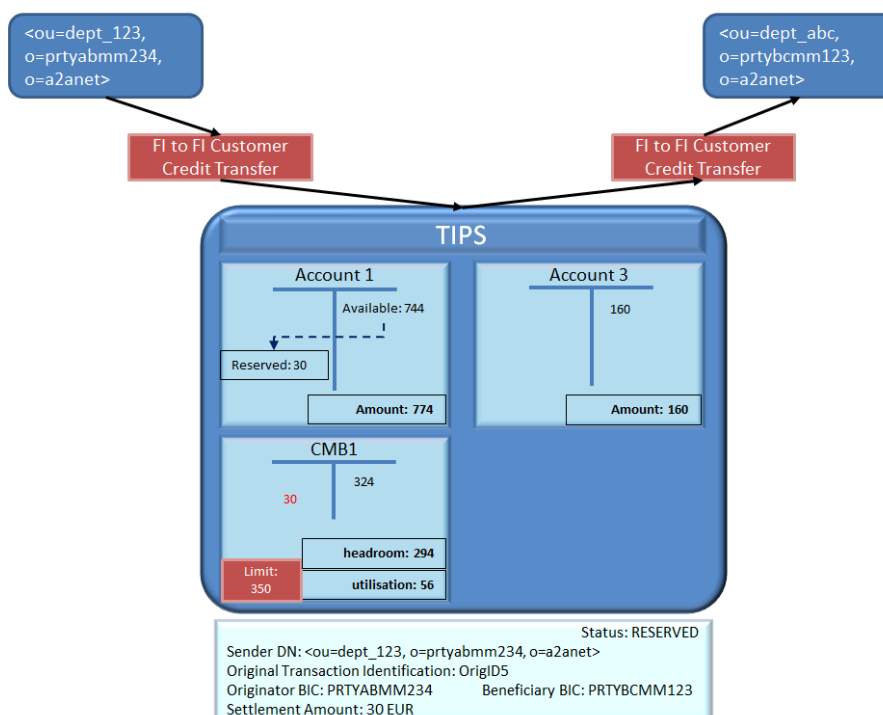 <ou=dept_123,
o=prtyabmm234,
o=a2anet>
<ou=dept_abc,
o=prtybcmm123,
o=a2anet>
FI to FI Customer
Credit Transfer
FI to FI Customer
Credit Transfer
TIPS
Account 1
Available: 744
Reserved: 30
Amount: 774
Account 3
160
Amount: 160
CMB1
324
30
headroom: 294
Limit:
350
utilisation: 56
Status: RESERVED
Sender DN: <ou=dept_123, o=prtyabmm234, o=a2anet>
Original Transaction Identification: OrigID5
Originator BIC: PRTYABMM234 Beneficiary BIC: PRTYBCMM123
Settlement Amount: 30 EUR